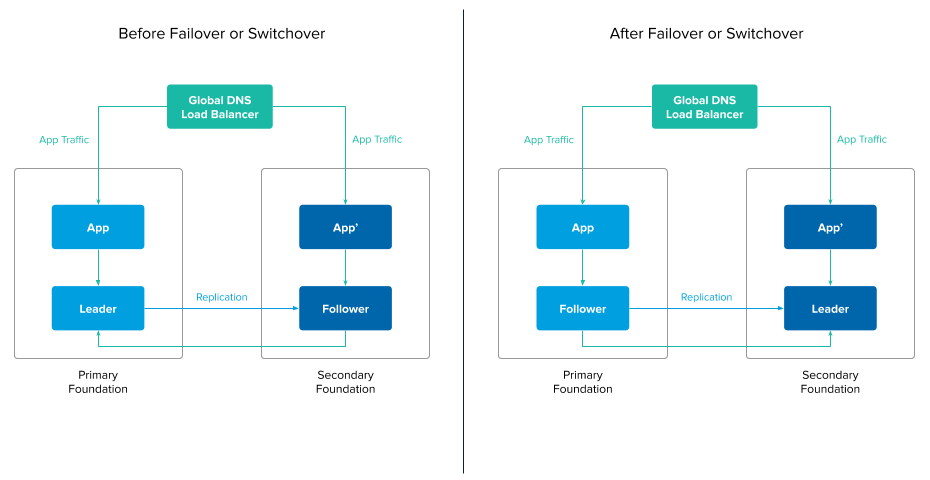 Before Failover or Switchover
Global DNS
Load Balancer
App Traffic
App Traffic
App
App’
Leader
Replication
Follower
Primary
Foundation
Secondary
Foundation
After Failover or Switchover
Global DNS
Load Balancer
App Traffic
App Traffic
App
App’
Follower
Replication
Leader
Primary
Foundation
Secondary
Foundation